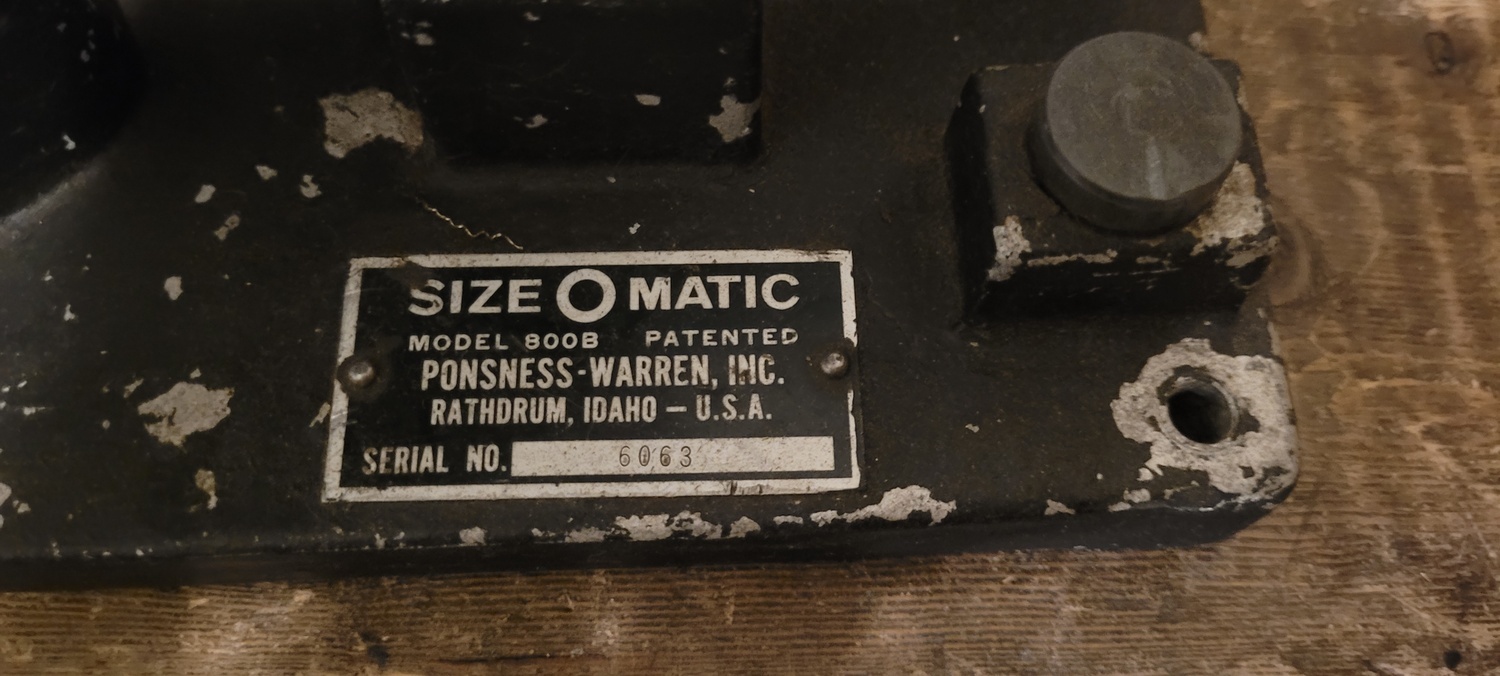 SIZE O MATIC
MODEL 800B PATENTED
PONSNESS-WARREN, INC.
RATHDRUM, IDAHO — U.S.A.
SERIAL NO. 6063